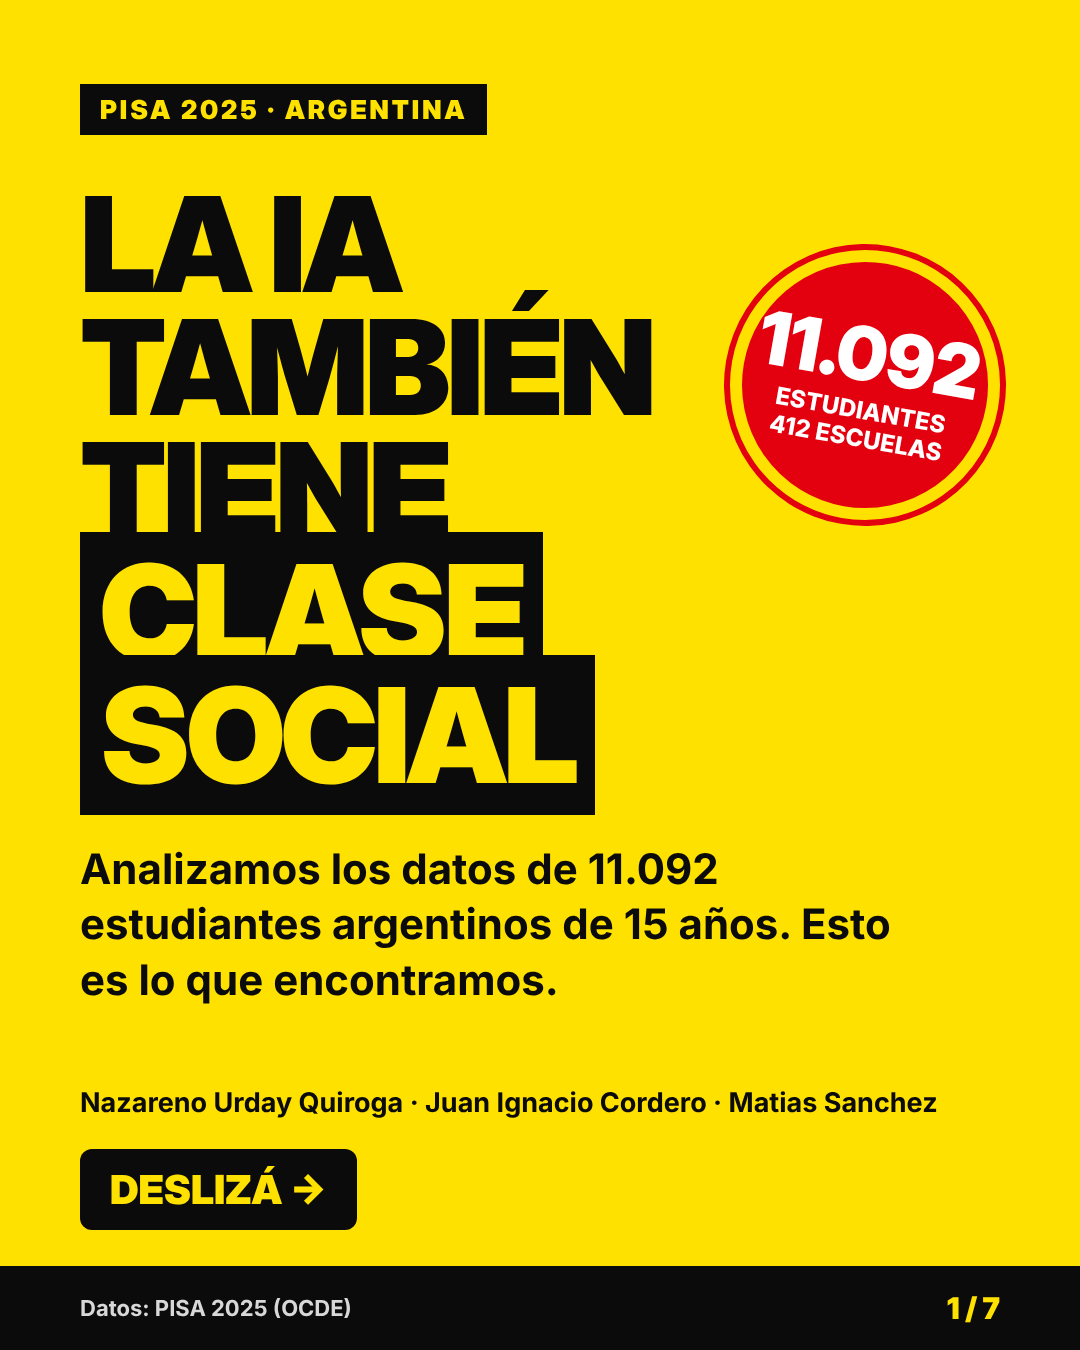 PISA 2025 · ARGENTINA
LA IA
TAMBIÉN
TIENE
CLASE
SOCIAL
11.092
ESTUDIANTES
412 ESCUELAS
Analizamos los datos de 11.092
estudiantes argentinos de 15 años. Esto
es lo que encontramos.
Nazareno Urday Quiroga · Juan Ignacio Cordero · Matias Sanchez
DESLIZÁ →
Datos: PISA 2025 (OCDE)
1/7